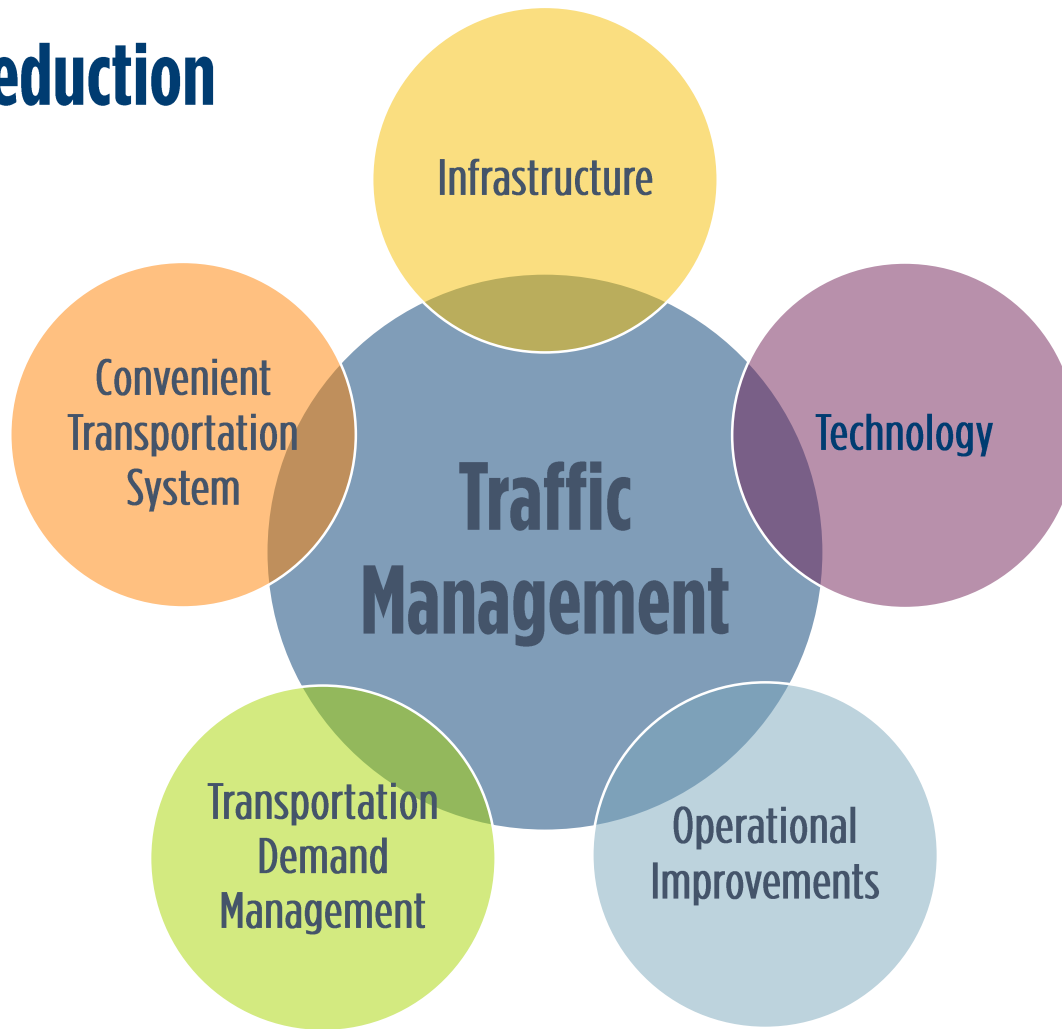 eduction
Infrastructure
Convenient
Transportation
System
Technology
Traffic
Management
Transportation
Demand
Management
Operational
Improvements